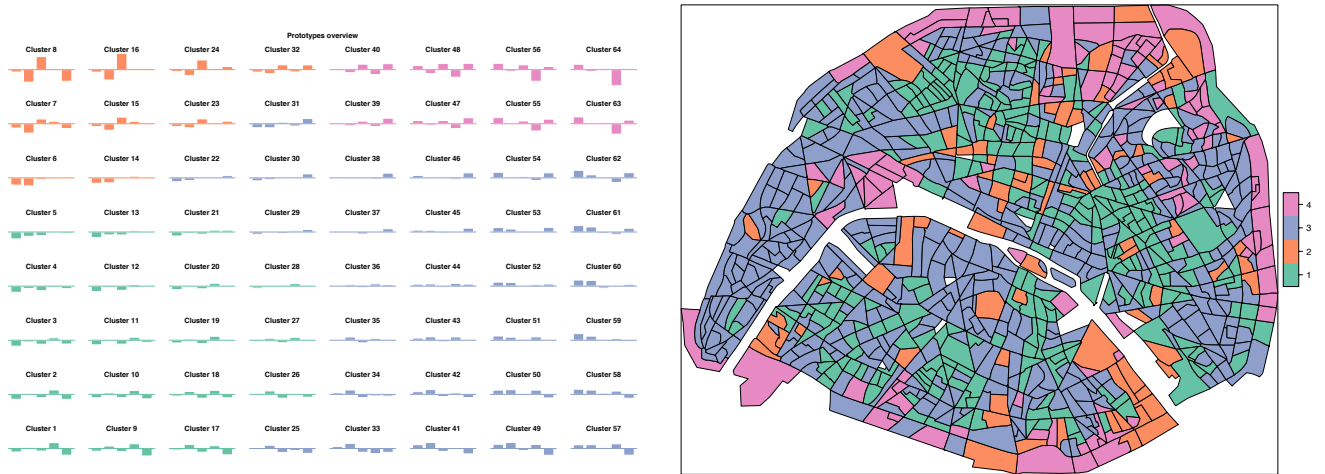 Prototypes overview
Cluster 8 Cluster 16 Cluster 24 Cluster 32 Cluster 40 Cluster 48 Cluster 56 Cluster 64
Cluster 7 Cluster 15 Cluster 23 Cluster 31 Cluster 39 Cluster 47 Cluster 55 Cluster 63
Cluster 6 Cluster 14 Cluster 22 Cluster 30 Cluster 38 Cluster 46 Cluster 54 Cluster 62
Cluster 5 Cluster 13 Cluster 21 Cluster 29 Cluster 37 Cluster 45 Cluster 53 Cluster 61
Cluster 4 Cluster 12 Cluster 20 Cluster 28 Cluster 36 Cluster 44 Cluster 52 Cluster 60
Cluster 3 Cluster 11 Cluster 19 Cluster 27 Cluster 35 Cluster 43 Cluster 51 Cluster 59
Cluster 2 Cluster 10 Cluster 18 Cluster 26 Cluster 34 Cluster 42 Cluster 50 Cluster 58
Cluster 1 Cluster 9 Cluster 17 Cluster 25 Cluster 33 Cluster 41 Cluster 49 Cluster 57
4
3
2
1